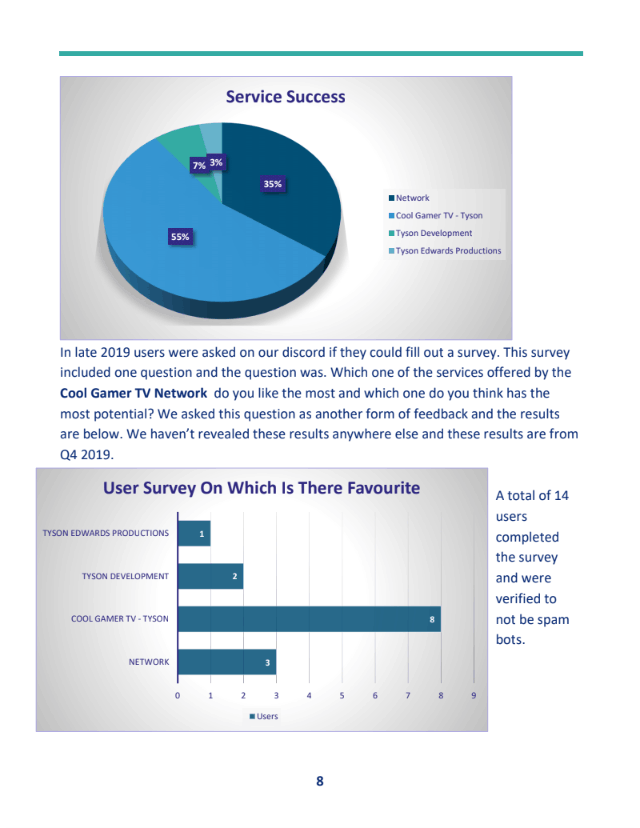 Service Success
7%
3%
35%
55%
Network
Cool Gamer TV - Tyson
Tyson Development
Tyson Edwards Productions
In late 2019 users were asked on our discord if they could fill out a survey. This survey
included one question and the question was. Which one of the services offered by the
Cool Gamer TV Network do you like the most and which one do you think has the
most potential? We asked this question as another form of feedback and the results
are below. We haven’t revealed these results anywhere else and these results are from
Q4 2019.
User Survey On Which Is There Favourite
TYSON EDWARDS PRODUCTIONS
1
TYSON DEVELOPMENT
2
COOL GAMER TV - TYSON
8
NETWORK
3
0 1 2 3 4 5 6 7 8 9
Users
A total of 14
users
completed
the survey
and were
verified to
not be spam
bots.
8